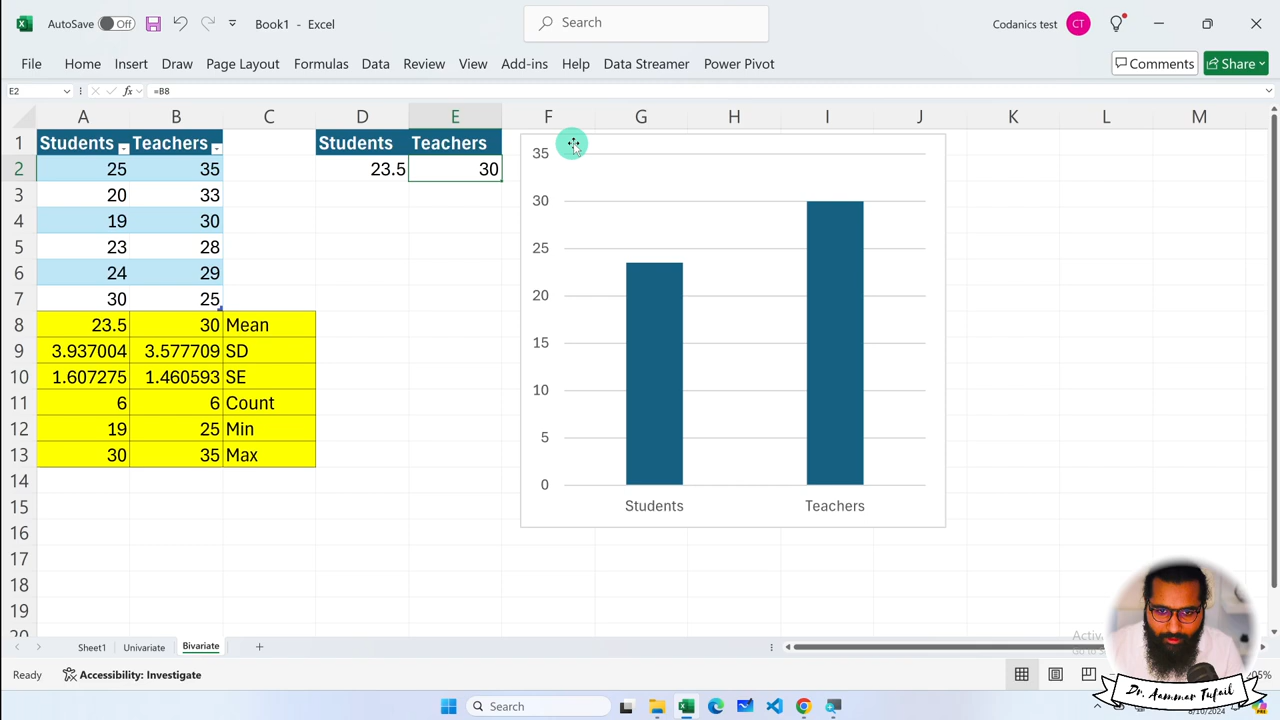 AutoSave Off Book1 - Excel Search Codanics test CT
File Home Insert Draw Page Layout Formulas Data Review View Add-ins Help Data Streamer Power Pivot Comments Share
E2 fx =B8
A B C D E F G H I J K L M
1 Students Teachers Students Teachers
2 25 35 23.5 30
3 20 33
4 19 30
5 23 28
6 24 29
7 30 25
8 23.5 30 Mean
9 3.937004 3.577709 SD
10 1.607275 1.460593 SE
11 6 6 Count
12 19 25 Min
13 30 35 Max
14
15
16
17
18
19
35
30
25
20
15
10
5
0
Students Teachers
Sheet1 Univariate Bivariate
Ready Accessibility: Investigate
Search
Dr. Aammar Tufail
8/10/2024